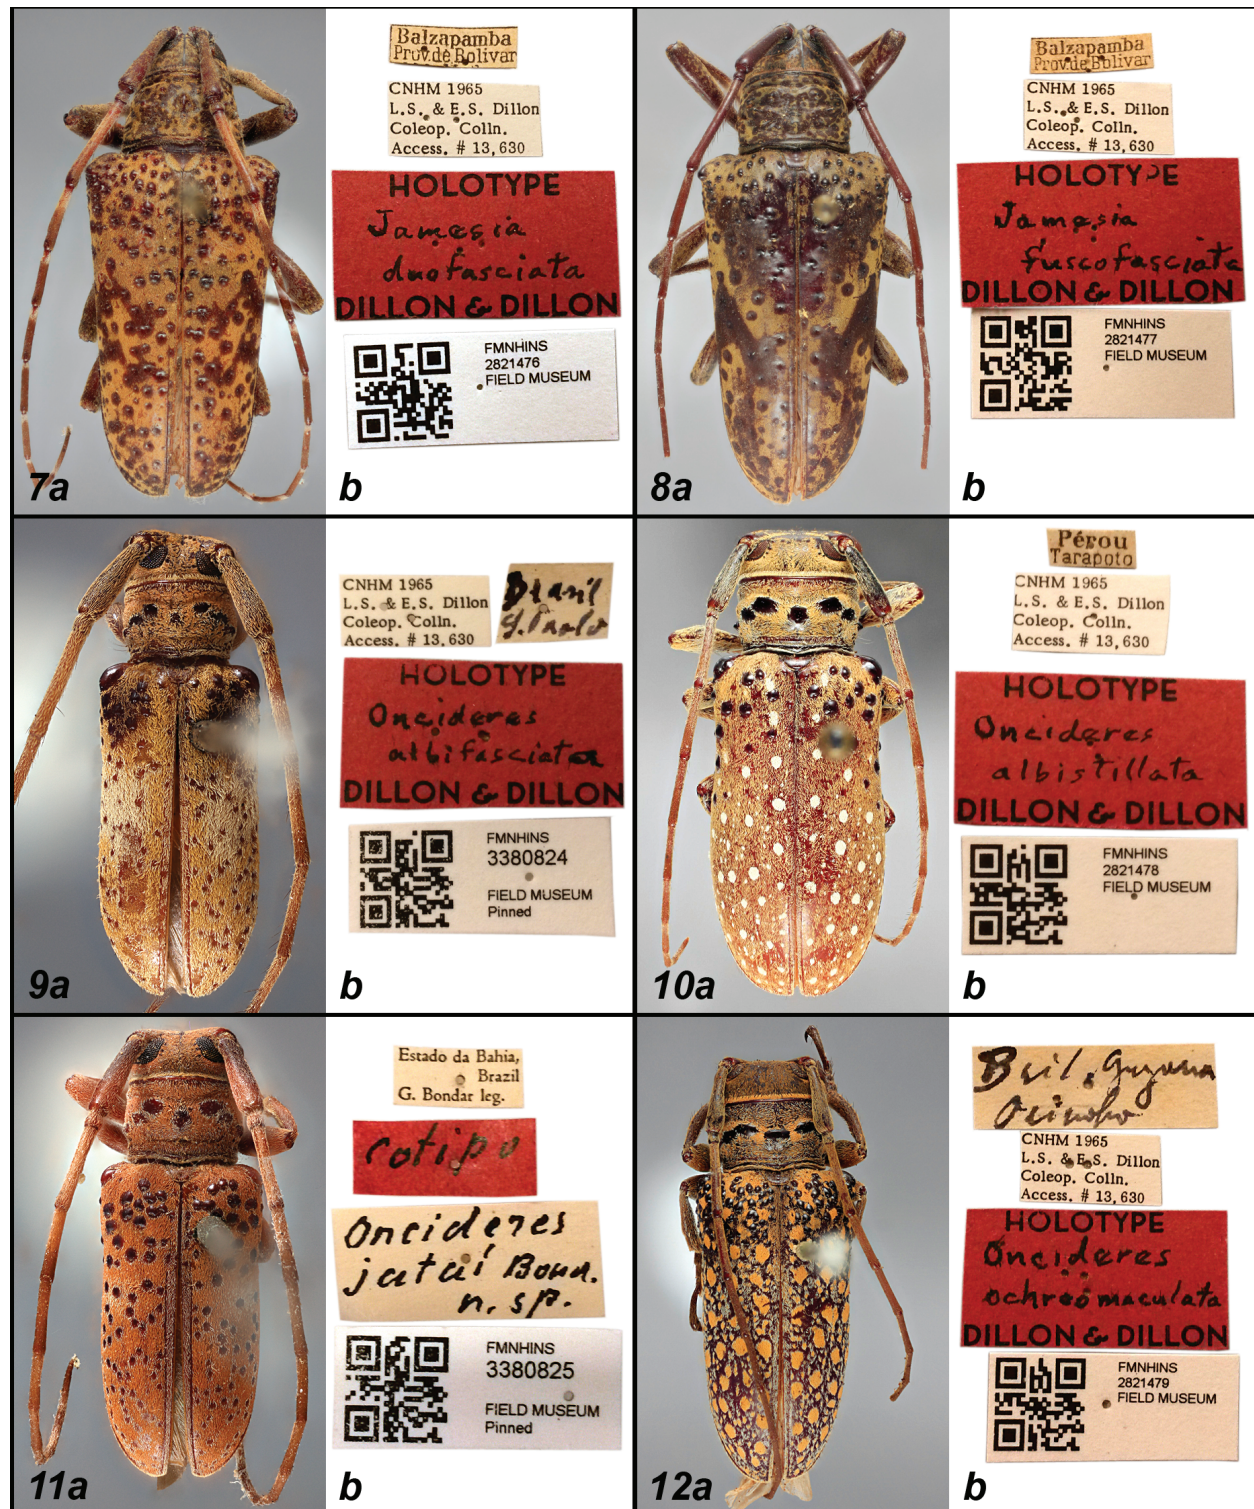 7a
Balzapamba
Prov.de Bolivar
CNHM 1965
L.S. & E.S. Dillon
Coleop. Colln.
Access. # 13,630
HOLOTYPE
Jamesia
duofasciata
DILLON & DILLON
FMNHINS
2821476
FIELD MUSEUM
b
8a
Balzapamba
Prov.de Bolivar
CNHM 1965
L.S. & E.S. Dillon
Coleop. Colln.
Access. # 13,630
HOLOTYPE
Jamesia
fuscofasciata
DILLON & DILLON
FMNHINS
2821477
FIELD MUSEUM
b
9a
CNHM 1965
L.S. & E.S. Dillon
Coleop. Colln.
Access. # 13,630
Brasil
S. Paulo
HOLOTYPE
Oncideres
albifasciata
DILLON & DILLON
FMNHINS
3380824
FIELD MUSEUM
Pinned
b
10a
Pérou
Tarapoto
CNHM 1965
L.S. & E.S. Dillon
Coleop. Colln.
Access. # 13,630
HOLOTYPE
Oncideres
albistillata
DILLON & DILLON
FMNHINS
2821478
FIELD MUSEUM
b
11a
Estado da Bahia,
Brazil
G. Bondar leg.
cotipo
Oncideres
jatai Bond.
n. sp.
FMNHINS
3380825
FIELD MUSEUM
Pinned
b
12a
Brit. Guyana
CNHM 1965
L.S. & E.S. Dillon
Coleop. Colln.
Access. # 13,630
HOLOTYPE
Oncideres
ochreomaculata
DILLON & DILLON
FMNHINS
2821479
FIELD MUSEUM
b